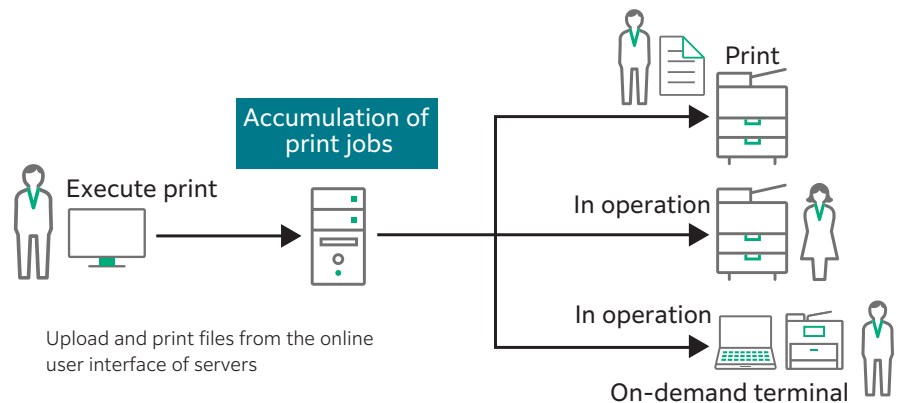 Print
Accumulation of
print jobs
Execute print
In operation
In operation
Upload and print files from the online
user interface of servers
On-demand terminal